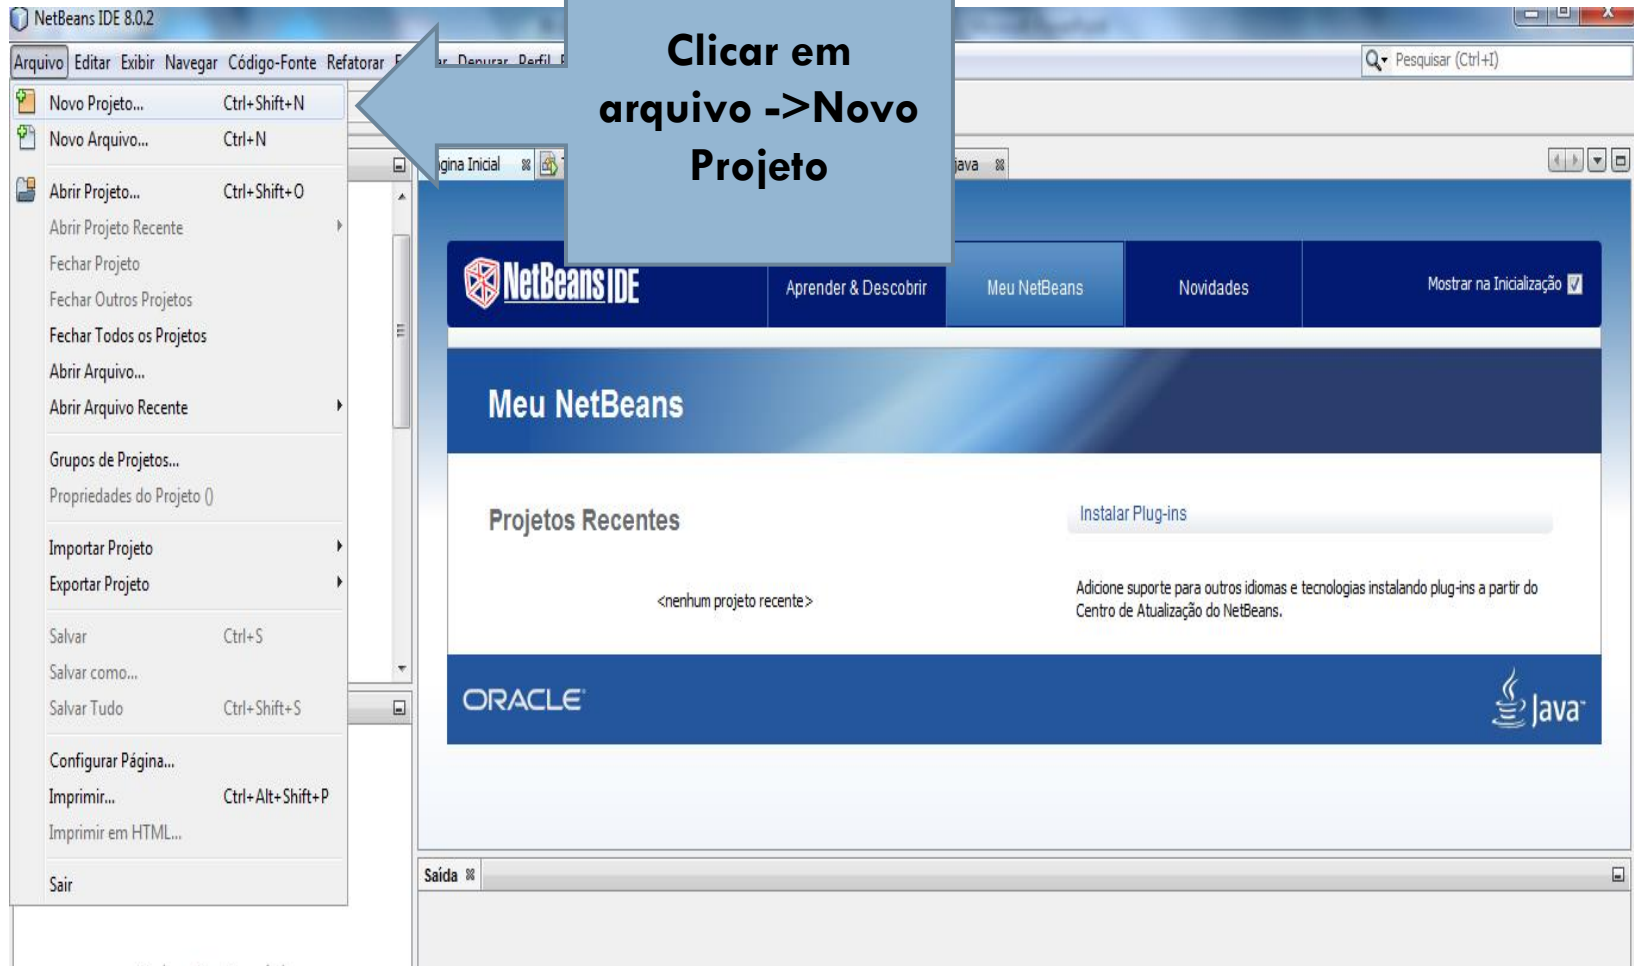 NetBeans IDE 8.0.2
Arquivo Editar Exibir Navegar Código-Fonte Refatorar
Depurar Perfil
Pesquisar (Ctrl+I)
Clicar em
arquivo ->Novo
Projeto
Novo Projeto... Ctrl+Shift+N
Novo Arquivo... Ctrl+N
Abrir Projeto... Ctrl+Shift+O
Abrir Projeto Recente
Fechar Projeto
Fechar Outros Projetos
Fechar Todos os Projetos
Abrir Arquivo...
Abrir Arquivo Recente
Grupos de Projetos...
Propriedades do Projeto ()
Importar Projeto
Exportar Projeto
Salvar Ctrl+S
Salvar como...
Salvar Tudo Ctrl+Shift+S
Configurar Página...
Imprimir... Ctrl+Alt+Shift+P
Imprimir em HTML...
Sair
gina Inicial
java
NetBeans IDE
Aprender & Descobrir
Meu NetBeans
Novidades
Mostrar na Inicialização
Meu NetBeans
Projetos Recentes
<nenhum projeto recente>
Instalar Plug-ins
Adicione suporte para outros idiomas e tecnologias instalando plug-ins a partir do
Centro de Atualização do NetBeans.
ORACLE
Java
Saída